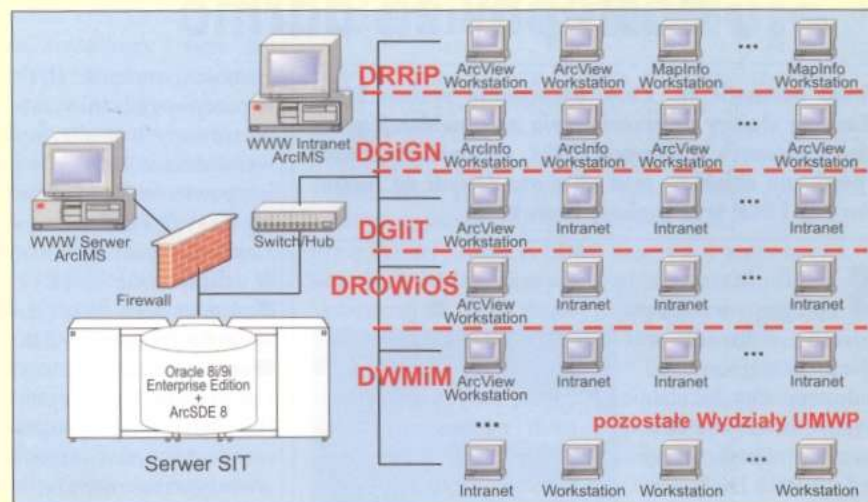 DRRiP
ArcView Workstation
ArcView Workstation
MapInfo Workstation
...
MapInfo Workstation
WWW Intranet
ArcIMS
DGiGN
ArcInfo Workstation
ArcInfo Workstation
ArcView Workstation
...
ArcView Workstation
WWW Serwer
ArcIMS
Firewall
Switch/Hub
DGIiT
ArcView Workstation
Intranet
Intranet
...
Intranet
DROWiOŚ
ArcView Workstation
Intranet
Intranet
...
Intranet
Oracle 8i/9i
Enterprise Edition
+
ArcSDE 8
Serwer SIT
DWMiM
ArcView Workstation
Intranet
Intranet
...
Intranet
...
pozostałe Wydziały UMWP
Intranet
Workstation
Workstation
...
Workstation